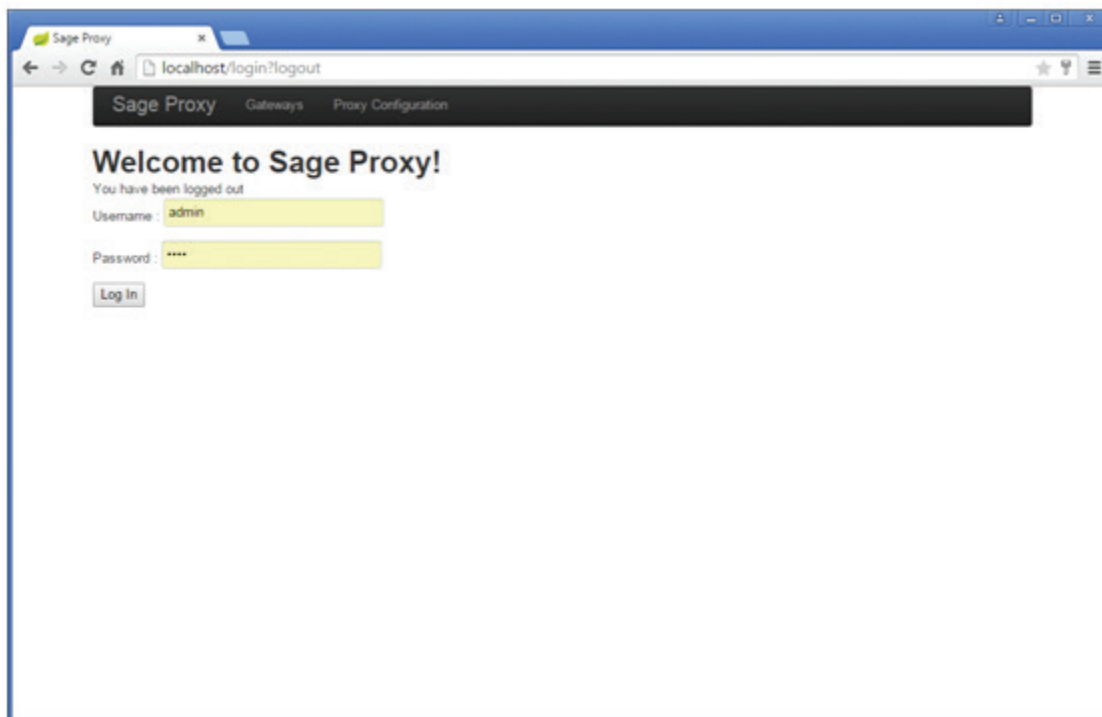 Sage Proxy
localhost/login?logout
Sage Proxy Gateways Proxy Configuration
Welcome to Sage Proxy!
You have been logged out
Username : admin
Password : ••••
Log In